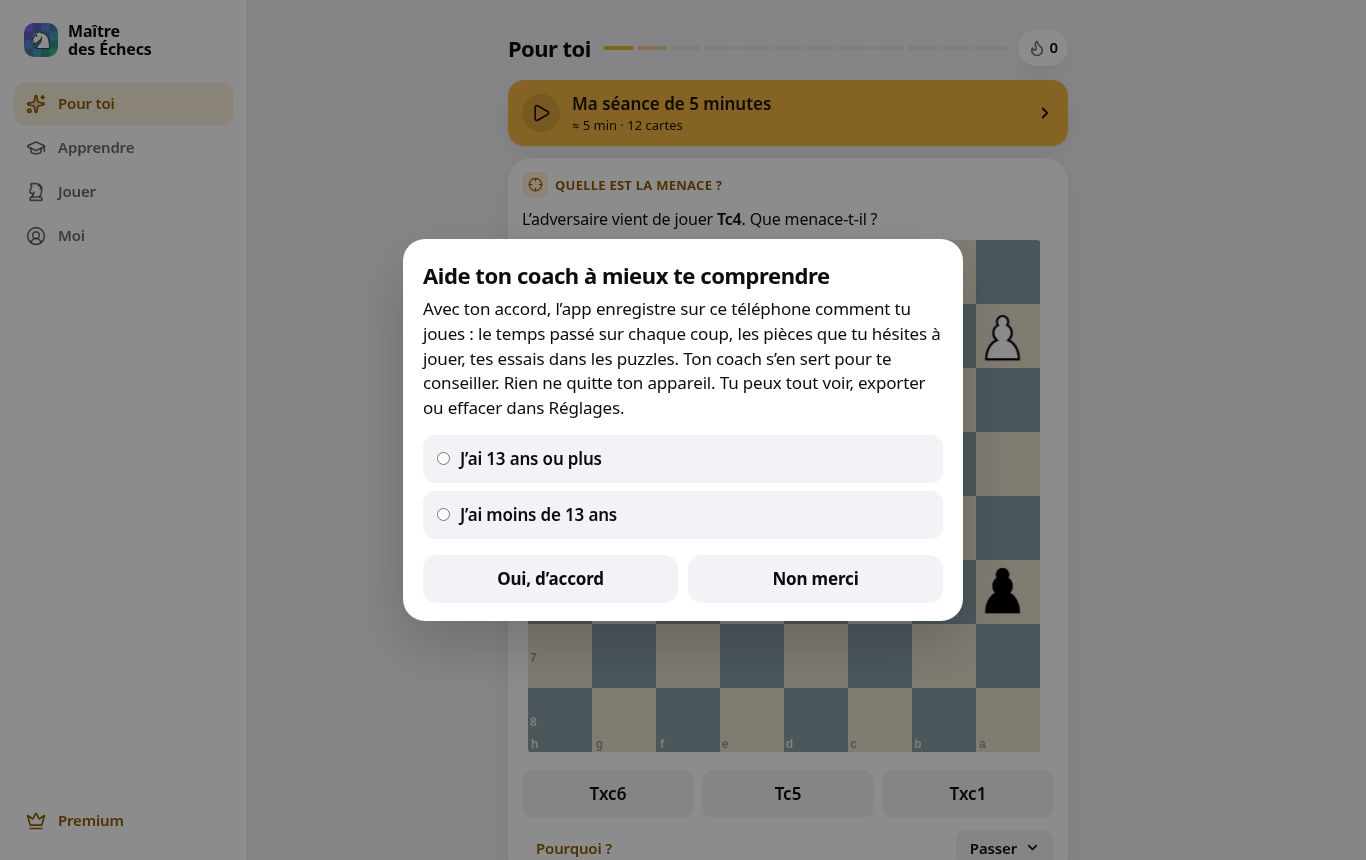 Maître
des Échecs
Pour toi
Apprendre
Jouer
Moi
Premium
Pour toi
0
Ma séance de 5 minutes
≈ 5 min · 12 cartes
QUELLE EST LA MENACE ?
L’adversaire vient de jouer Tc4. Que menace-t-il ?
Aide ton coach à mieux te comprendre
Avec ton accord, l’app enregistre sur ce téléphone comment tu
joues : le temps passé sur chaque coup, les pièces que tu hésites à
jouer, tes essais dans les puzzles. Ton coach s’en sert pour te
conseiller. Rien ne quitte ton appareil. Tu peux tout voir, exporter
ou effacer dans Réglages.
J’ai 13 ans ou plus
J’ai moins de 13 ans
Oui, d’accord
Non merci
7
8
h g f e d c b a
Txc6
Tc5
Txc1
Pourquoi ?
Passer